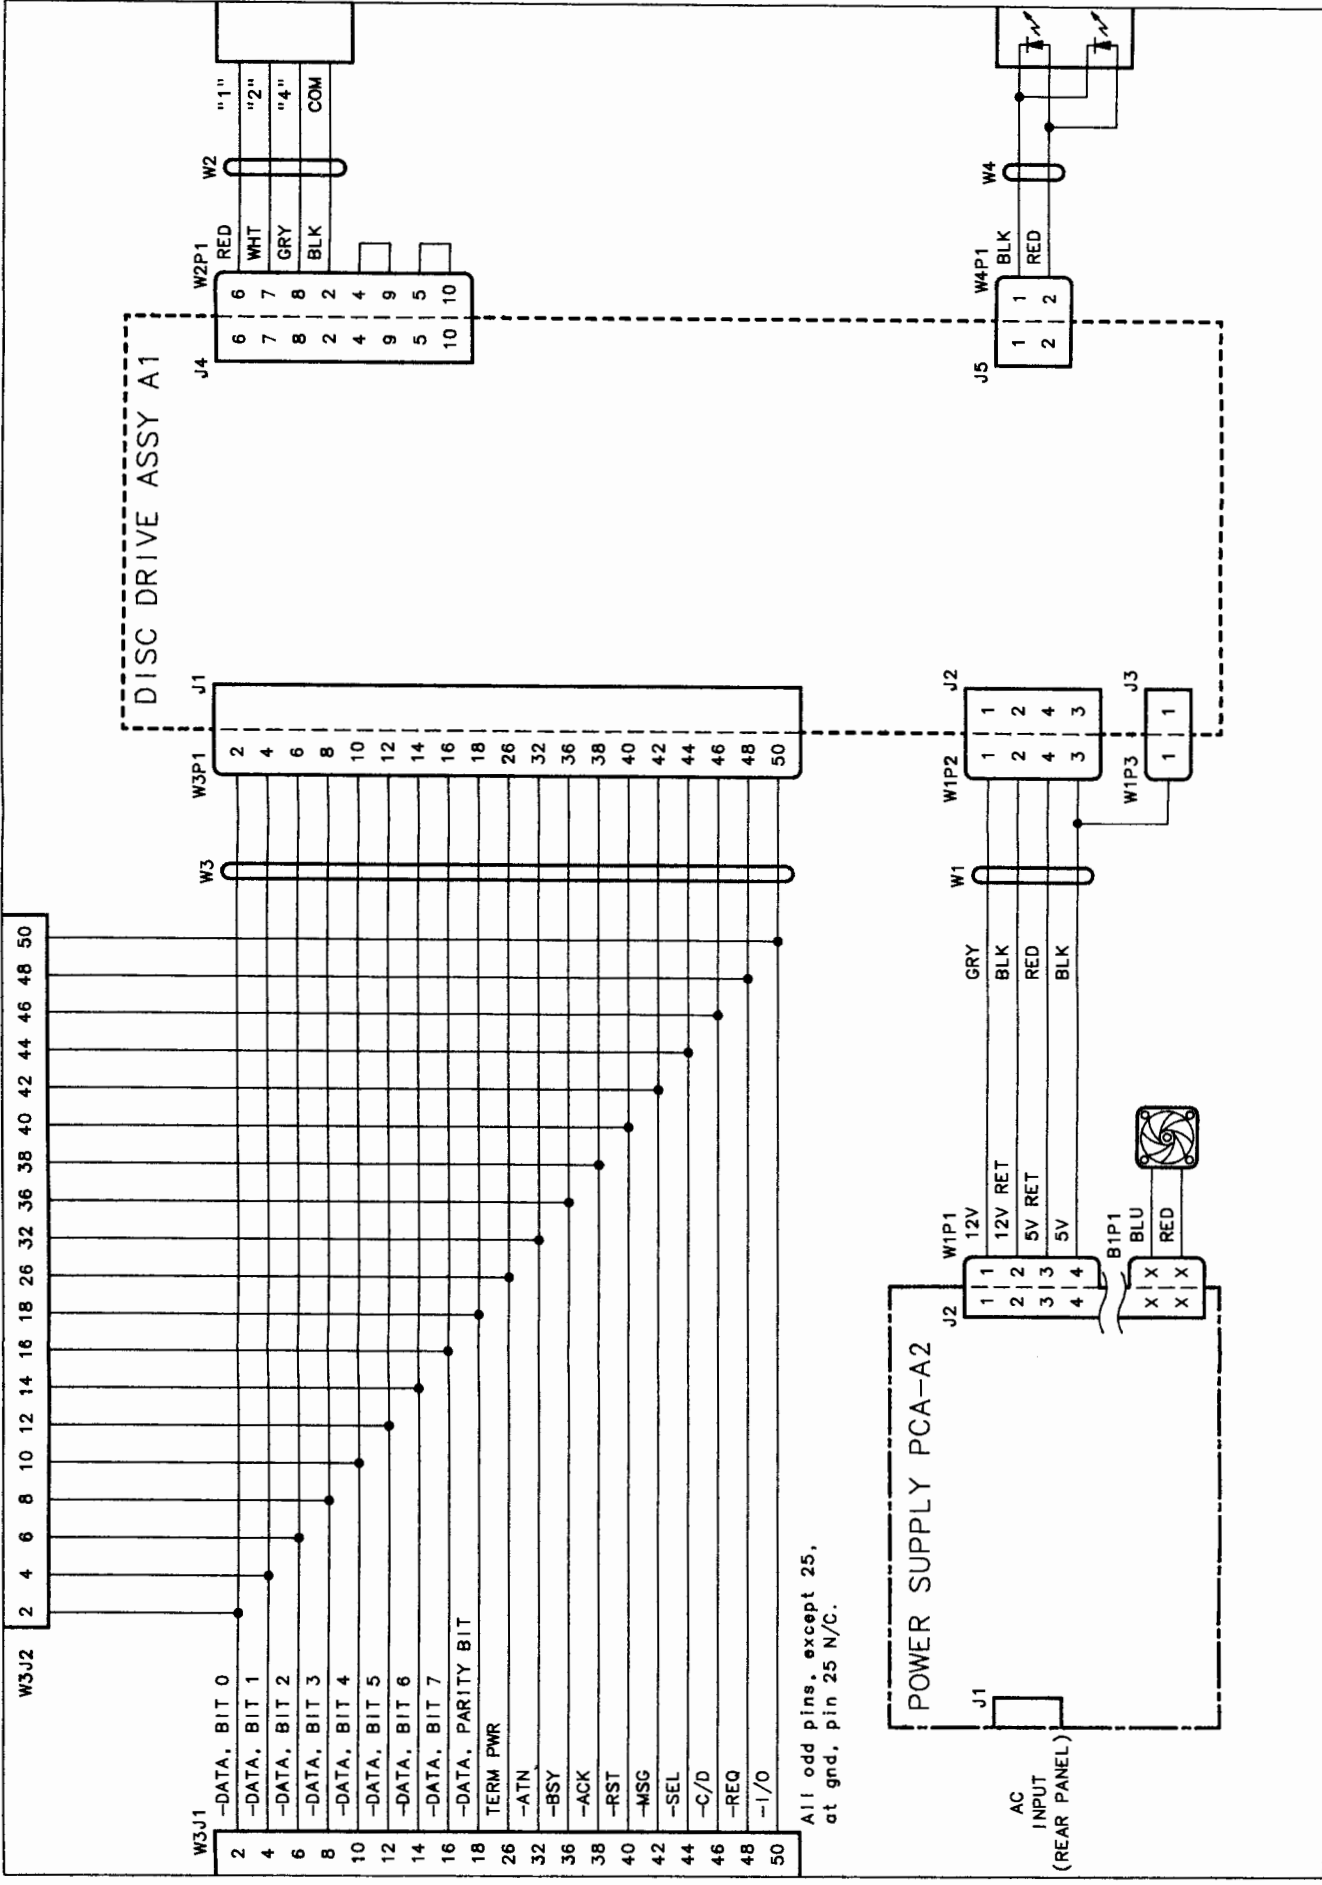 W3J2
2 4 6 8 10 12 14 16 18 26 32 36 38 40 42 44 46 48 50
W3J1
2 -DATA, BIT 0
4 -DATA, BIT 1
6 -DATA, BIT 2
8 -DATA, BIT 3
10 -DATA, BIT 4
12 -DATA, BIT 5
14 -DATA, BIT 6
16 -DATA, BIT 7
18 -DATA, PARITY BIT
26 TERM PWR
32 -ATN
36 -BSY
38 -ACK
40 -RST
42 -MSG
44 -SEL
46 -C/D
48 -REQ
50 -I/O
All odd pins, except 25,
at gnd, pin 25 N/C.
W3
W3P1
2
4
6
8
10
12
14
16
18
26
32
36
38
40
42
44
46
48
50
J1
DISC DRIVE ASSY A1
J4 W2P1
6 6 RED "1"
7 7 WHT "2"
8 8 GRY "4"
2 2 BLK COM
4 4
9 9
5 5
10 10
W2
POWER SUPPLY PCA-A2
J1
AC
INPUT
(REAR PANEL)
J2 W1P1
1 1 12V GRY
2 2 12V RET BLK
3 3 5V RET RED
4 4 5V BLK
B1P1
X X BLU
X X RED
W1
W1P2 J2
1 1
2 2
4 4
3 3
W1P3 J3
1 1
J5 W4P1
1 1 BLK
2 2 RED
W4